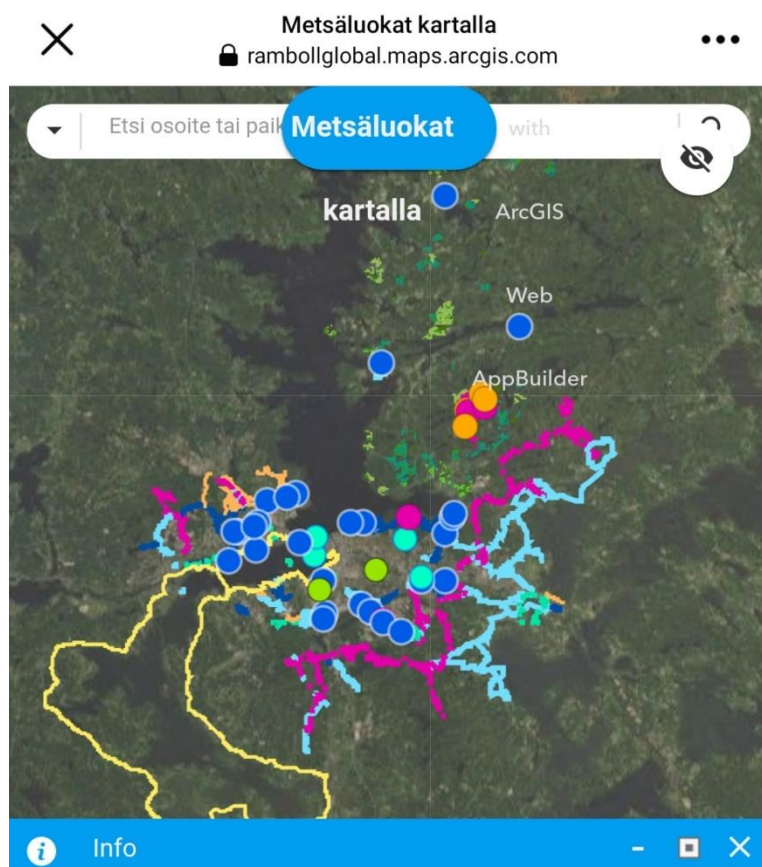 Metsäluokat kartalla
rambollglobal.maps.arcgis.com
Etsi osoite tai paik
Metsäluokat
with
kartalla
ArcGIS
Web
AppBuilder
Info